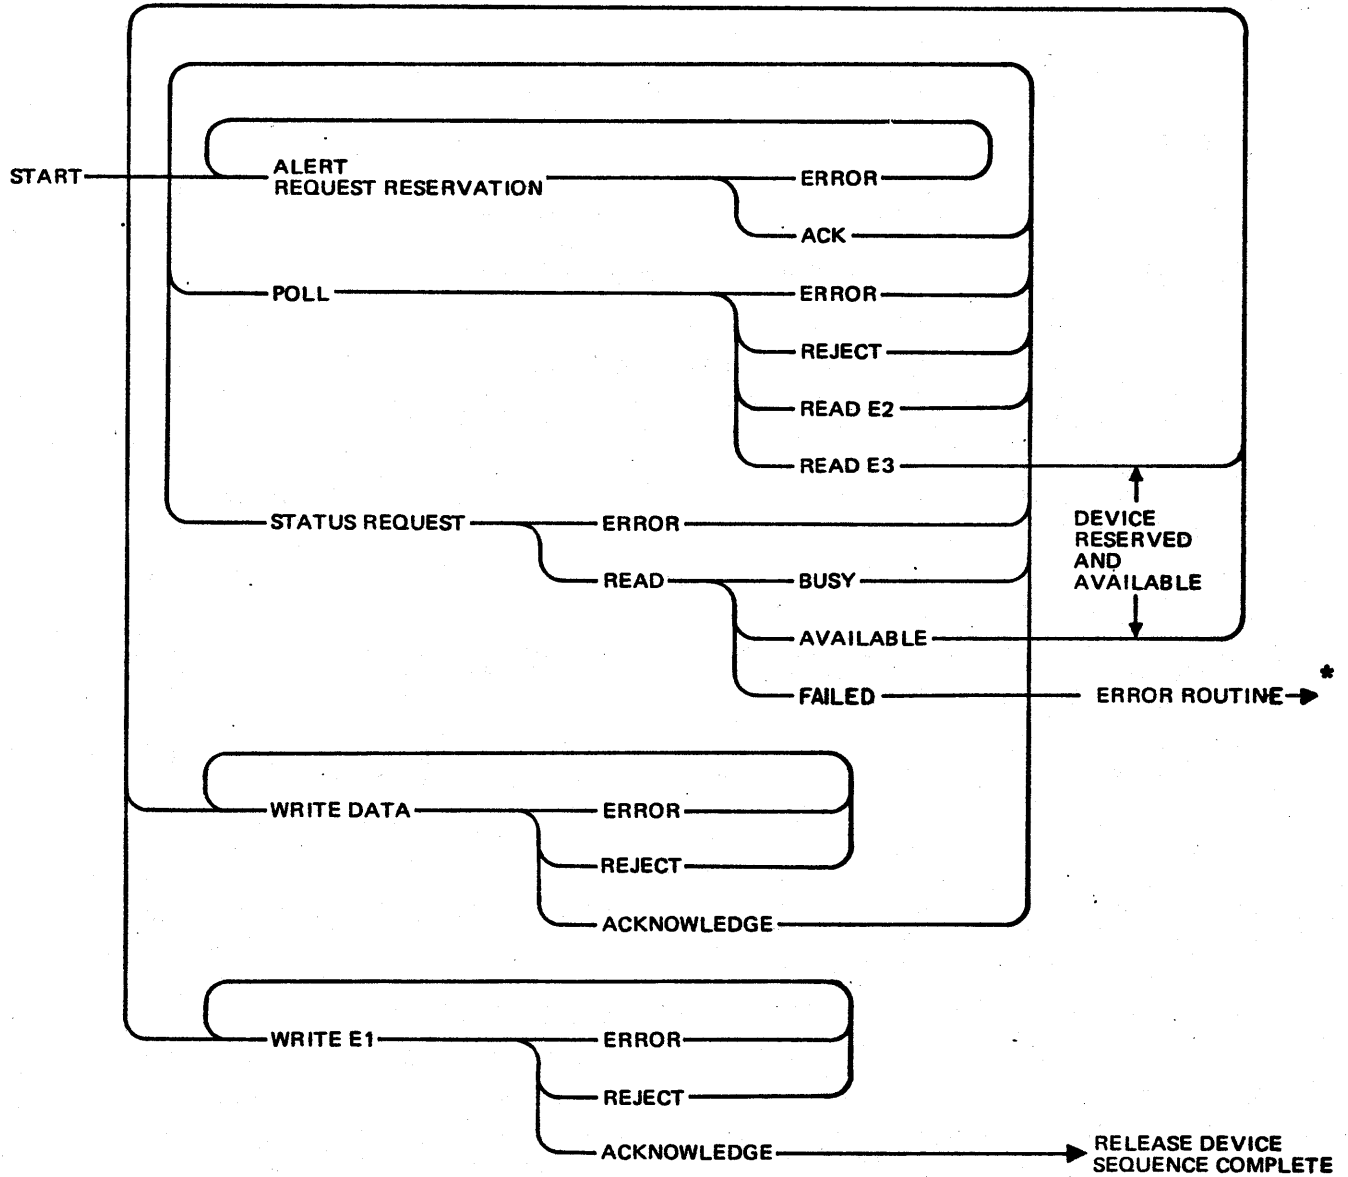 START
ALERT
REQUEST RESERVATION
ERROR
ACK
POLL
ERROR
REJECT
READ E2
READ E3
STATUS REQUEST
ERROR
READ
BUSY
AVAILABLE
FAILED
DEVICE
RESERVED
AND
AVAILABLE
ERROR ROUTINE
*
WRITE DATA
ERROR
REJECT
ACKNOWLEDGE
WRITE E1
ERROR
REJECT
ACKNOWLEDGE
RELEASE DEVICE
SEQUENCE COMPLETE